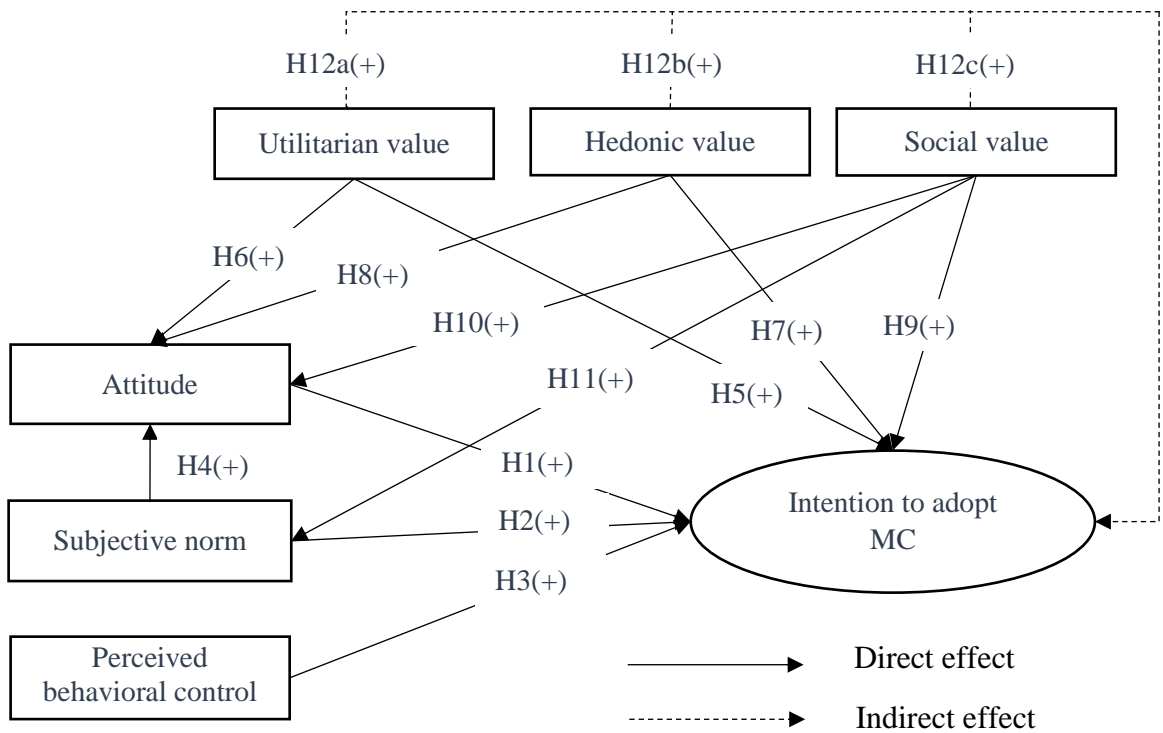 H12a(+)
H12b(+)
H12c(+)
Utilitarian value
Hedonic value
Social value
H6(+)
H8(+)
H10(+)
H7(+)
H9(+)
H11(+)
H5(+)
Attitude
H4(+)
H1(+)
Subjective norm
H2(+)
Intention to adopt
MC
H3(+)
Perceived
behavioral control
Direct effect
Indirect effect